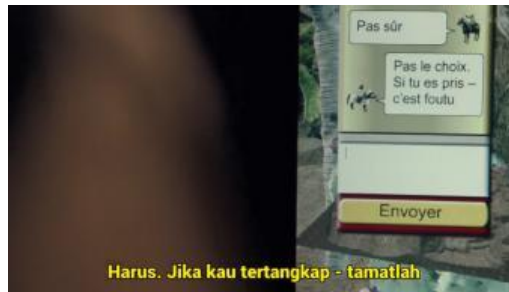 Pas sûr
Pas le choix.
Si tu es pris –
c'est foutu
Envoyer
Harus. Jika kau tertangkap - tamatlah